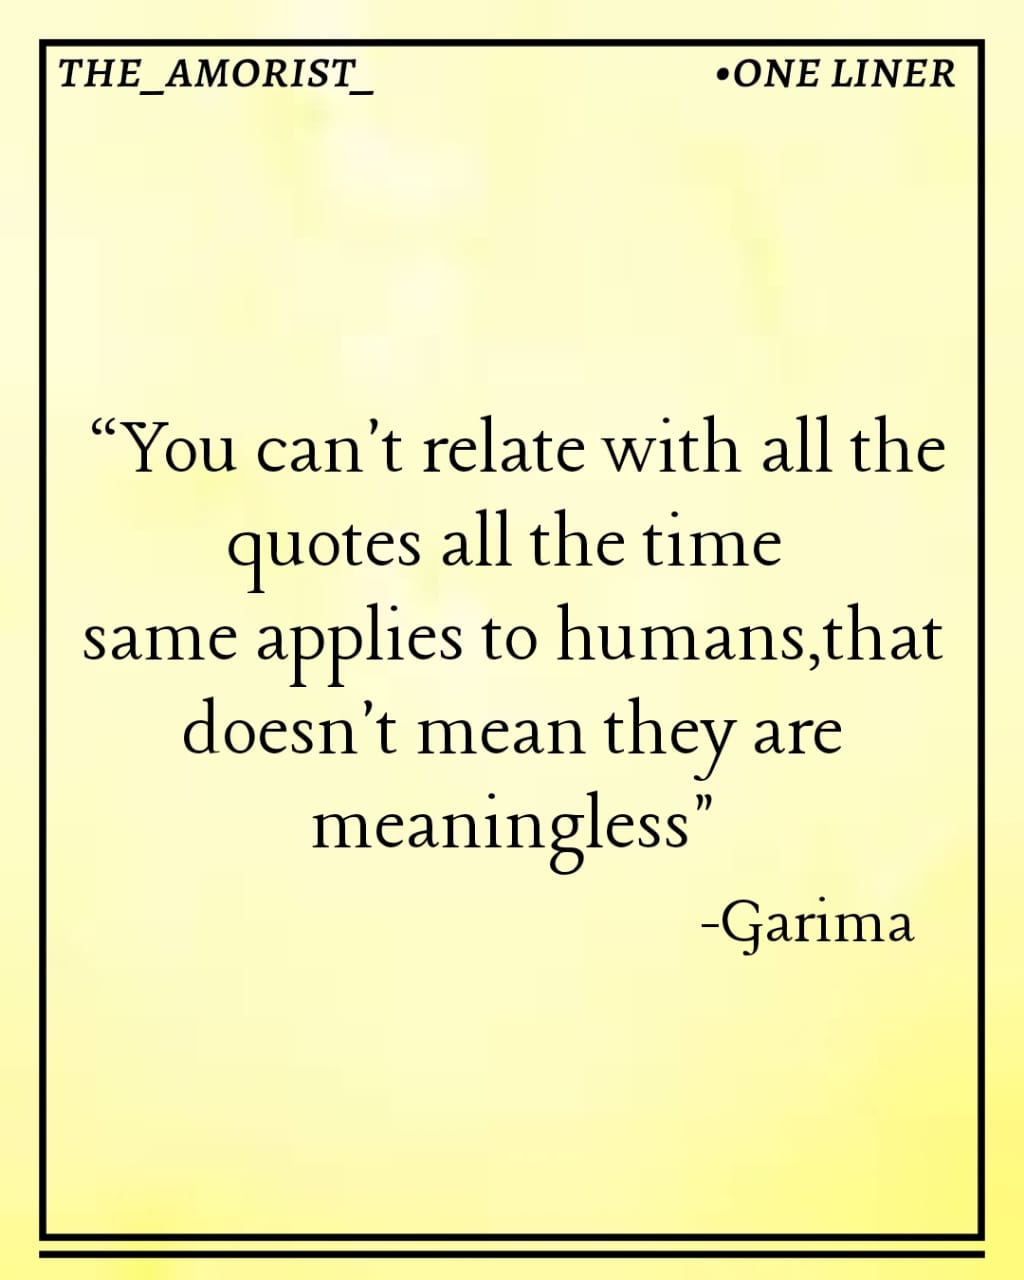 THE_AMORIST_
•ONE LINER
“You can’t relate with all the
quotes all the time
same applies to humans,that
doesn’t mean they are
meaningless”
-Garima